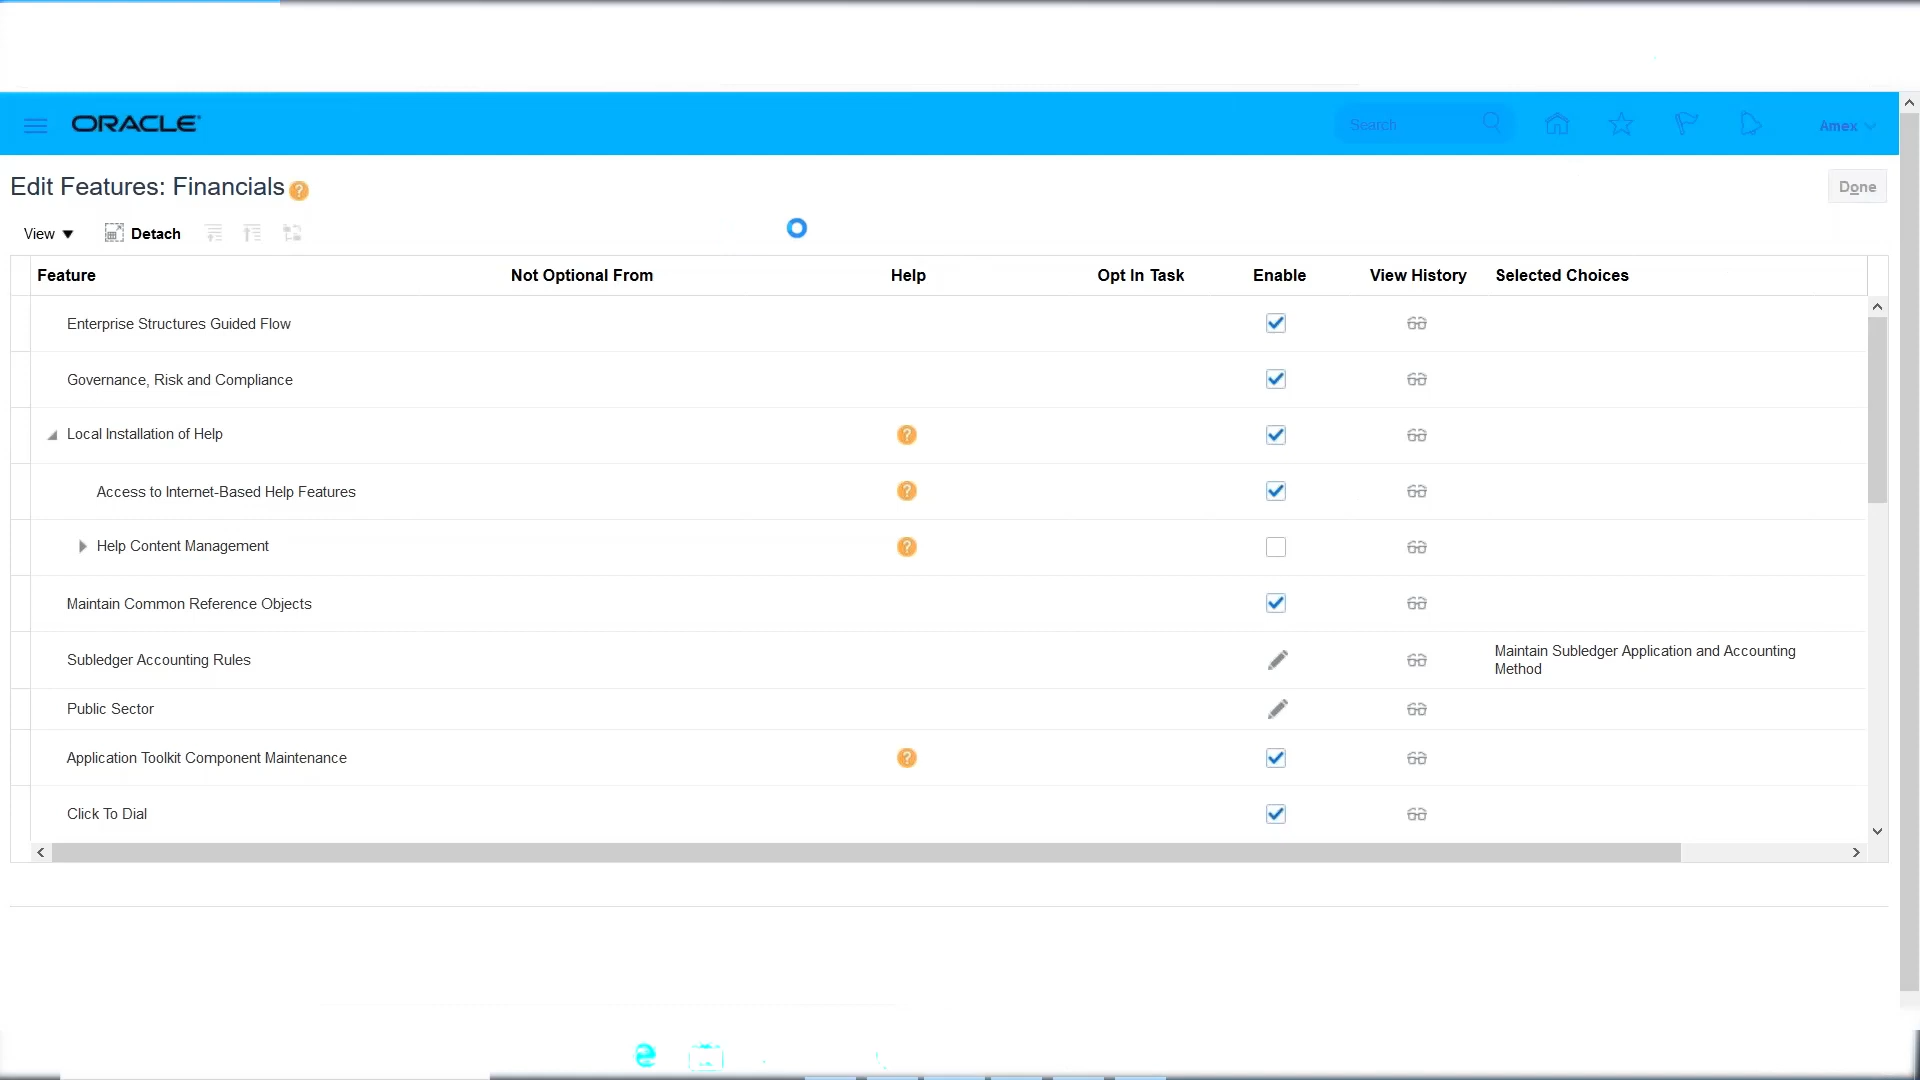 ORACLE
Search
Amex
Edit Features: Financials ?
Done
View Detach
Feature Not Optional From Help Opt In Task Enable View History Selected Choices
Enterprise Structures Guided Flow
Governance, Risk and Compliance
Local Installation of Help ?
Access to Internet-Based Help Features ?
Help Content Management ?
Maintain Common Reference Objects
Subledger Accounting Rules
Maintain Subledger Application and Accounting
Method
Public Sector
Application Toolkit Component Maintenance ?
Click To Dial